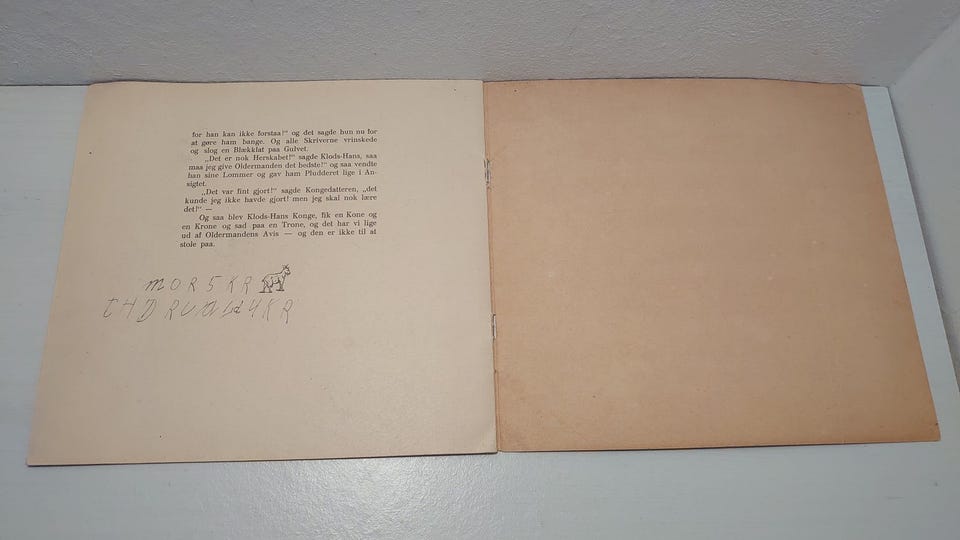 for han kan ikke forstaa!" og det sagde hun nu for
at gøre ham bange. Og alle Skriverne vrinskede
og slog en Blækklat paa Gulvet.
„Det er nok Herskabet!" sagde Klods-Hans, saa
maa jeg give Oldermanden det bedste!" og saa vendte
han sine Lommer og gav ham Pludderet lige i An-
sigtet.
„Det var fint gjort!" sagde Kongedatteren, „det
kunde jeg ikke havde gjort! men jeg skal nok lære
det!" —
Og saa blev Klods-Hans Konge, fik en Kone og
en Krone og sad paa en Trone, og det har vi lige
ud af Oldermandens Avis — og den er ikke til at
stole paa.
MOR 5 KR